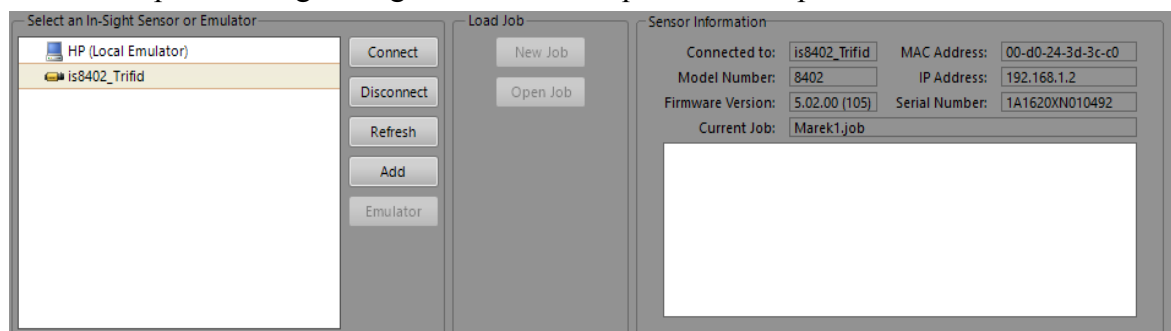 Select an In-Sight Sensor or Emulator
HP (Local Emulator)
is8402_Trifid
Connect
Disconnect
Refresh
Add
Emulator
Load Job
New Job
Open Job
Sensor Information
Connected to: is8402_Trifid MAC Address: 00-d0-24-3d-3c-c0
Model Number: 8402 IP Address: 192.168.1.2
Firmware Version: 5.02.00 (105) Serial Number: 1A1620XN010492
Current Job: Marek1.job